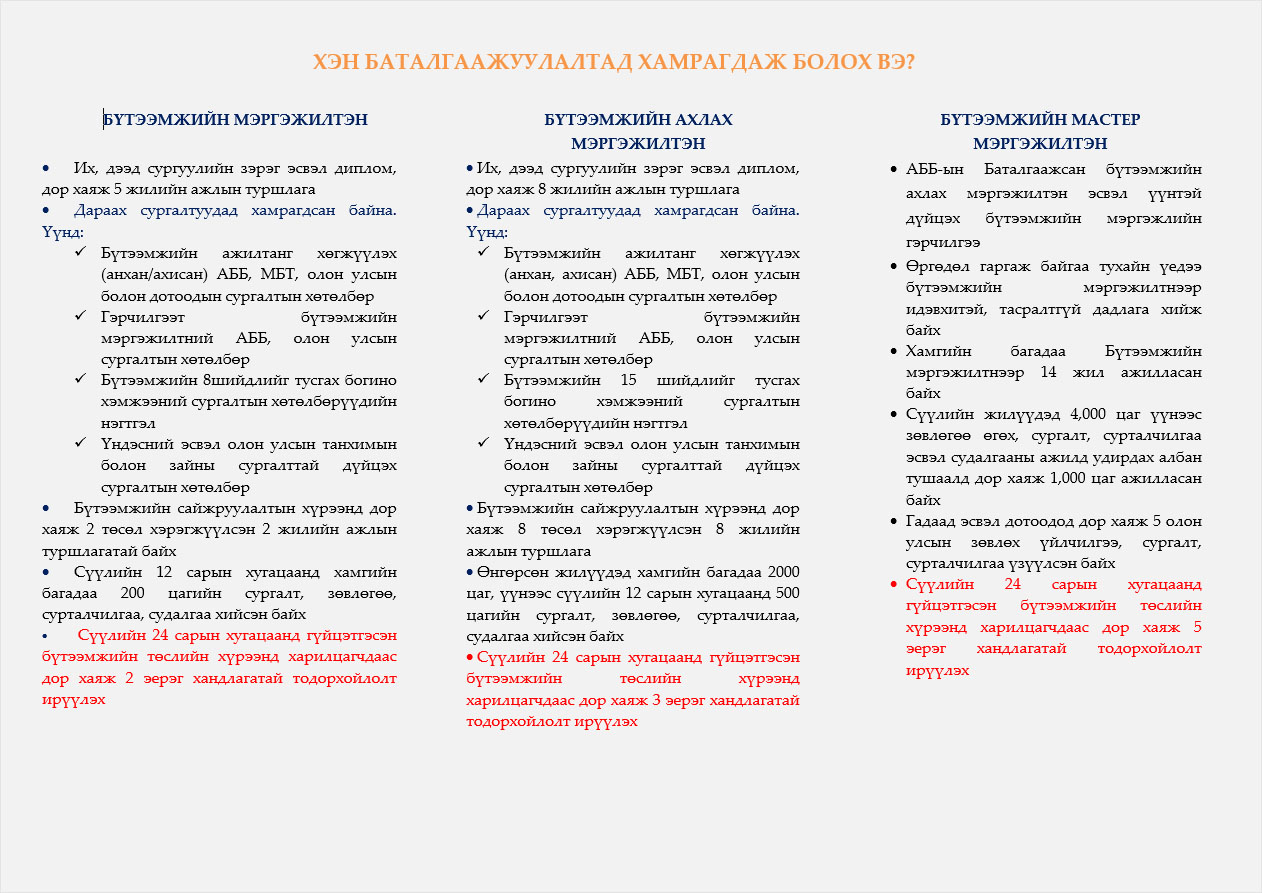 ХЭН БАТАЛГААЖУУЛАЛТАД ХАМРАГДАЖ БОЛОХ ВЭ?
БҮТЭЭМЖИЙН МЭРГЭЖИЛТЭН
• Их, дээд сургуулийн зэрэг эсвэл диплом,
дор хаяж 5 жилийн ажлын туршлага
• Дараах сургалтуудад хамрагдсан байна.
Үүнд:
✓ Бүтээмжийн ажилтанг хөгжүүлэх
(анхан/ахисан) АББ, МБТ, олон улсын
болон дотоодын сургалтын хөтөлбөр
✓ Гэрчилгээт бүтээмжийн
мэргэжилтний АББ, олон улсын
сургалтын хөтөлбөр
✓ Бүтээмжийн 8шийдлийг тусгах богино
хэмжээний сургалтын хөтөлбөрүүдийн
нэгтгэл
✓ Үндэсний эсвэл олон улсын танхимын
болон зайны сургалттай дүйцэх
сургалтын хөтөлбөр
• Бүтээмжийн сайжруулалтын хүрээнд дор
хаяж 2 төсөл хэрэгжүүлсэн 2 жилийн ажлын
туршлагатай байх
• Сүүлийн 12 сарын хугацаанд хамгийн
багадаа 200 цагийн сургалт, зөвлөгөө,
сурталчилгаа, судалгаа хийсэн байх
• Сүүлийн 24 сарын хугацаанд гүйцэтгэсэн
бүтээмжийн төслийн хүрээнд харилцагчдаас
дор хаяж 2 эерэг хандлагатай тодорхойлолт
ирүүлэх
БҮТЭЭМЖИЙН АХЛАХ
МЭРГЭЖИЛТЭН
• Их, дээд сургуулийн зэрэг эсвэл диплом,
дор хаяж 8 жилийн ажлын туршлага
• Дараах сургалтуудад хамрагдсан байна.
Үүнд:
✓ Бүтээмжийн ажилтанг хөгжүүлэх
(анхан, ахисан) АББ, МБТ, олон улсын
болон дотоодын сургалтын хөтөлбөр
✓ Гэрчилгээт бүтээмжийн
мэргэжилтний АББ, олон улсын
сургалтын хөтөлбөр
✓ Бүтээмжийн 15 шийдлийг тусгах
богино хэмжээний сургалтын
хөтөлбөрүүдийн нэгтгэл
✓ Үндэсний эсвэл олон улсын танхимын
болон зайны сургалттай дүйцэх
сургалтын хөтөлбөр
• Бүтээмжийн сайжруулалтын хүрээнд дор
хаяж 8 төсөл хэрэгжүүлсэн 8 жилийн
ажлын туршлага
• Өнгөрсөн жилүүдэд хамгийн багадаа 2000
цаг, үүнээс сүүлийн 12 сарын хугацаанд 500
цагийн сургалт, зөвлөгөө, сурталчилгаа,
судалгаа хийсэн байх
• Сүүлийн 24 сарын хугацаанд гүйцэтгэсэн
бүтээмжийн төслийн хүрээнд
харилцагчдаас дор хаяж 3 эерэг хандлагатай
тодорхойлолт ирүүлэх
БҮТЭЭМЖИЙН МАСТЕР
МЭРГЭЖИЛТЭН
• АББ-ын Баталгаажсан бүтээмжийн
ахлах мэргэжилтэн эсвэл үүнтэй
дүйцэх бүтээмжийн мэргэжлийн
гэрчилгээ
• Өргөдөл гаргаж байгаа тухайн үедээ
бүтээмжийн мэргэжилтнээр
идэвхитэй, тасралтгүй дадлага хийж
байх
• Хамгийн багадаа Бүтээмжийн
мэргэжилтнээр 14 жил ажилласан
байх
• Сүүлийн жилүүдэд 4,000 цаг үүнээс
зөвлөгөө өгөх, сургалт, сурталчилгаа
эсвэл судалгааны ажилд удирдах албан
тушаалд дор хаяж 1,000 цаг ажилласан
байх
• Гадаад эсвэл дотоодод дор хаяж 5 олон
улсын зөвлөх үйлчилгээ, сургалт,
сурталчилгаа үзүүлсэн байх
• Сүүлийн 24 сарын хугацаанд
гүйцэтгэсэн бүтээмжийн төслийн
хүрээнд харилцагчдаас дор хаяж 5
эерэг хандлагатай тодорхойлолт
ирүүлэх